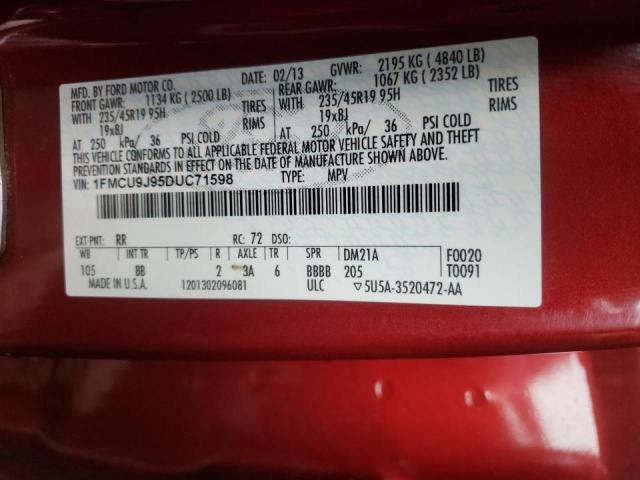 MFD. BY FORD MOTOR CO. DATE: 02/13 GVWR: 2195 KG ( 4840 LB)
FRONT GAWR: 1134 KG ( 2500 LB) REAR GAWR: 1067 KG ( 2352 LB)
WITH 235/45R19 95H TIRES WITH 235/45R19 95H TIRES
19x8J RIMS 19x8J RIMS
AT 250 kPa/ 36 PSI COLD AT 250 kPa/ 36 PSI COLD
THIS VEHICLE CONFORMS TO ALL APPLICABLE FEDERAL MOTOR VEHICLE SAFETY AND THEFT
PREVENTION STANDARDS IN EFFECT ON THE DATE OF MANUFACTURE SHOWN ABOVE.
VIN: 1FMCU9J95DUC71598 TYPE: MPV
EXT PNT: RR RC: 72 DSO:
WB INT TR TP/PS R AXLE TR SPR DM21A F0020
105 BB 2 3A 6 BBBB 205 T0091
MADE IN U.S.A. 1201302096081 ULC ▽5U5A-3520472-AA